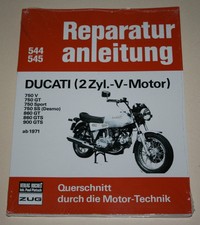 544
545
Reparatur
anleitung
DUCATI (2 Zyl.-V-Motor)
750 V
750 GT
750 Sport
750 SS (Desmo)
860 GT
860 GTS
900 GTS
ab 1971
ZUG
Querschnitt
durch die Motor-Technik